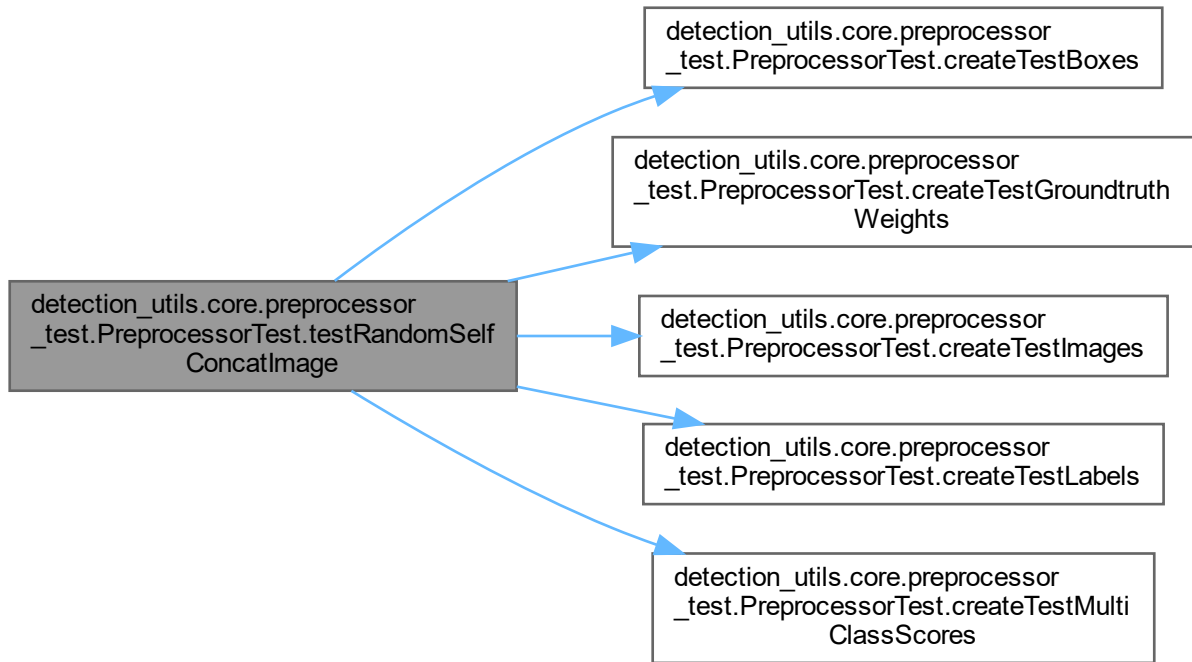 detection_utils.core.preprocessor
_test.PreprocessorTest.createTestBoxes
detection_utils.core.preprocessor
_test.PreprocessorTest.createTestGroundtruth
Weights
detection_utils.core.preprocessor
_test.PreprocessorTest.testRandomSelf
ConcatImage
detection_utils.core.preprocessor
_test.PreprocessorTest.createTestImages
detection_utils.core.preprocessor
_test.PreprocessorTest.createTestLabels
detection_utils.core.preprocessor
_test.PreprocessorTest.createTestMulti
ClassScores